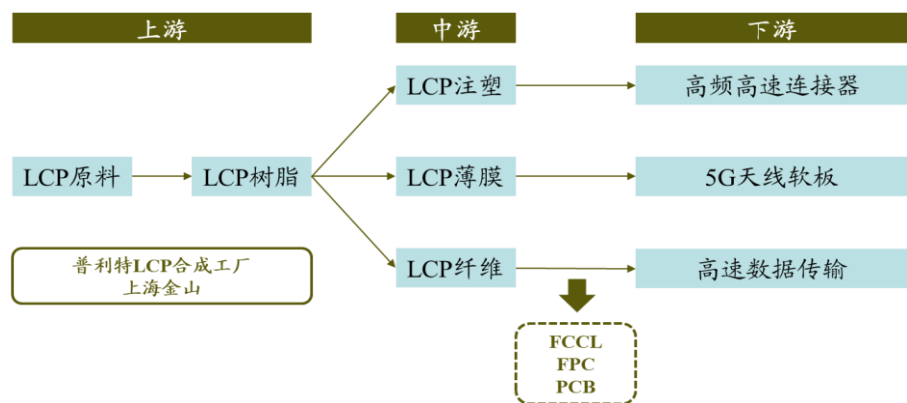 上游
中游
下游
LCP注塑
高频高速连接器
LCP原料
LCP树脂
LCP薄膜
5G天线软板
普利特LCP合成工厂
上海金山
LCP纤维
高速数据传输
FCCL
FPC
PCB